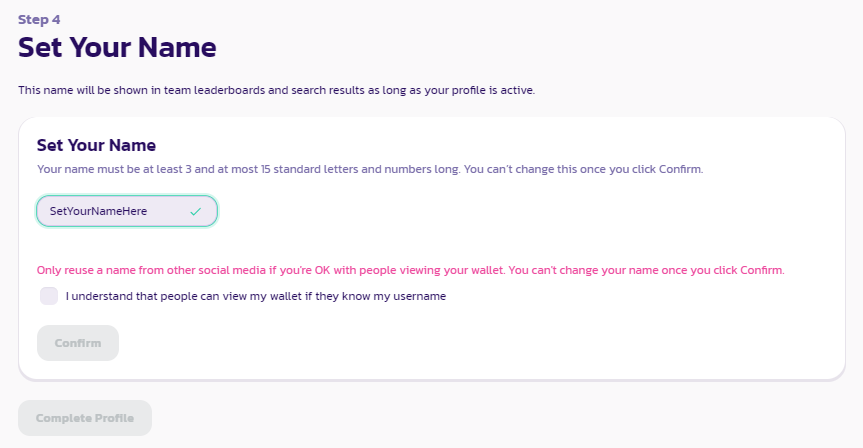 Step 4
Set Your Name
This name will be shown in team leaderboards and search results as long as your profile is active.
Set Your Name
Your name must be at least 3 and at most 15 standard letters and numbers long. You can't change this once you click Confirm.
SetYourNameHere
Only reuse a name from other social media if you're OK with people viewing your wallet. You can't change your name once you click Confirm.
I understand that people can view my wallet if they know my username
Confirm
Complete Profile